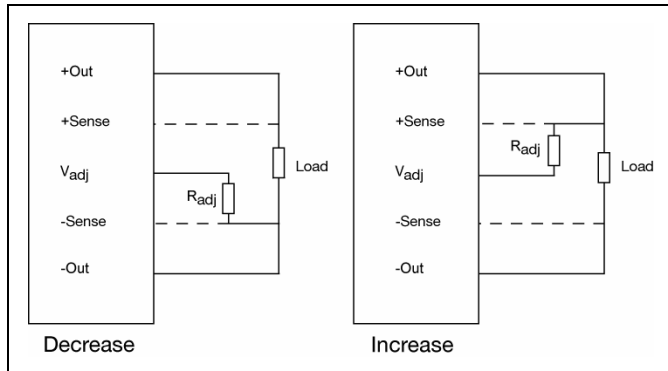 +Out
+Sense
Vadj
Radj
-Sense
-Out
Load
Decrease
+Out
+Sense
Radj
Vadj
-Sense
-Out
Load
Increase